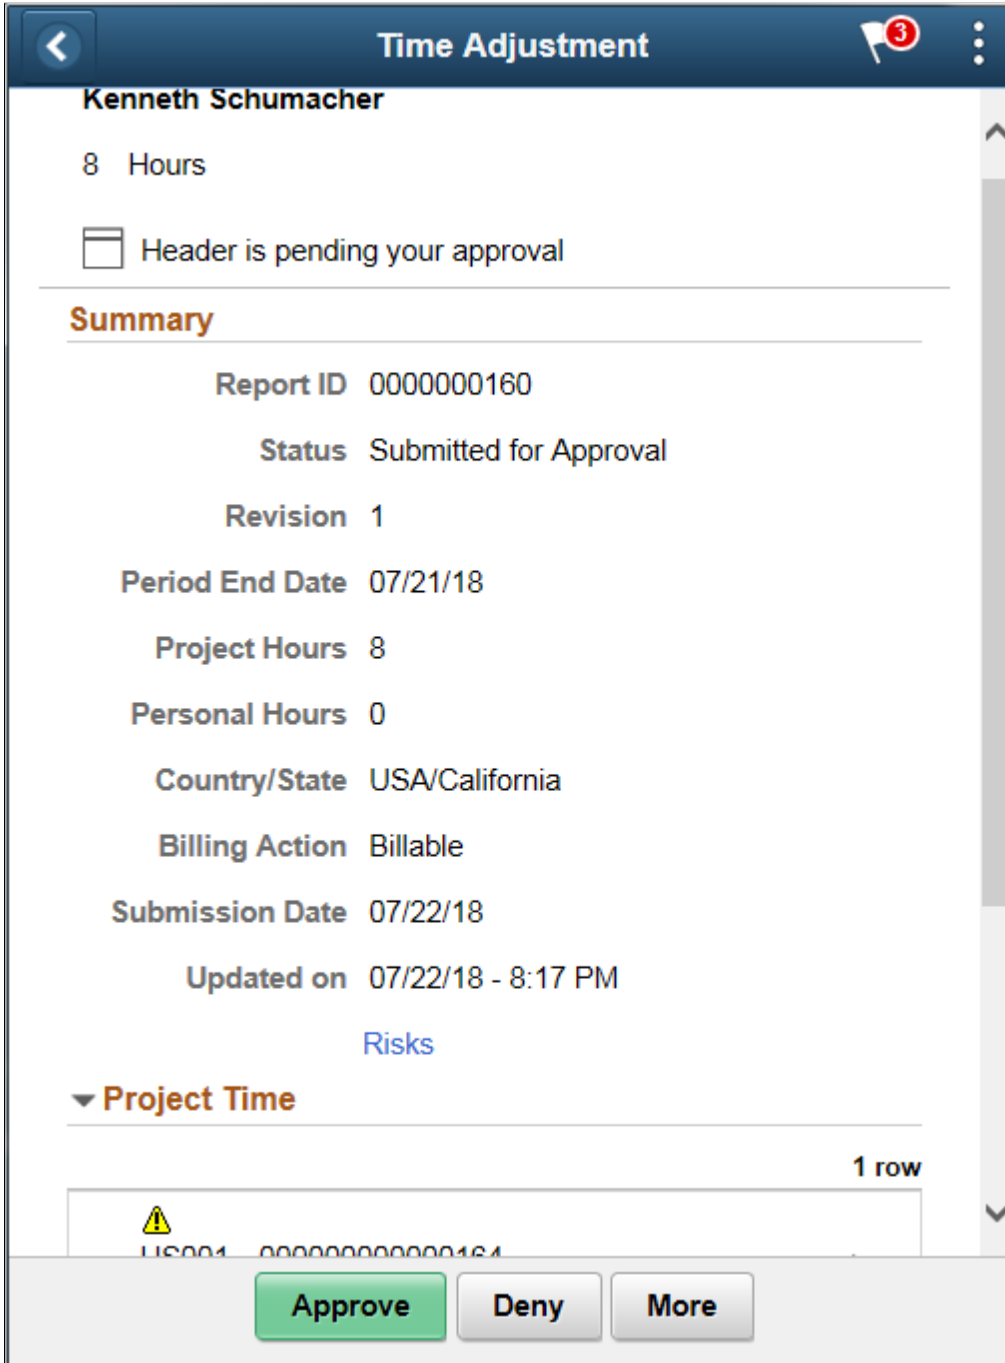 Time Adjustment
3
Kenneth Schumacher
8 Hours
Header is pending your approval
Summary
Report ID 0000000160
Status Submitted for Approval
Revision 1
Period End Date 07/21/18
Project Hours 8
Personal Hours 0
Country/State USA/California
Billing Action Billable
Submission Date 07/22/18
Updated on 07/22/18 - 8:17 PM
Risks
Project Time
1 row
US001 000000000000164
Approve Deny More